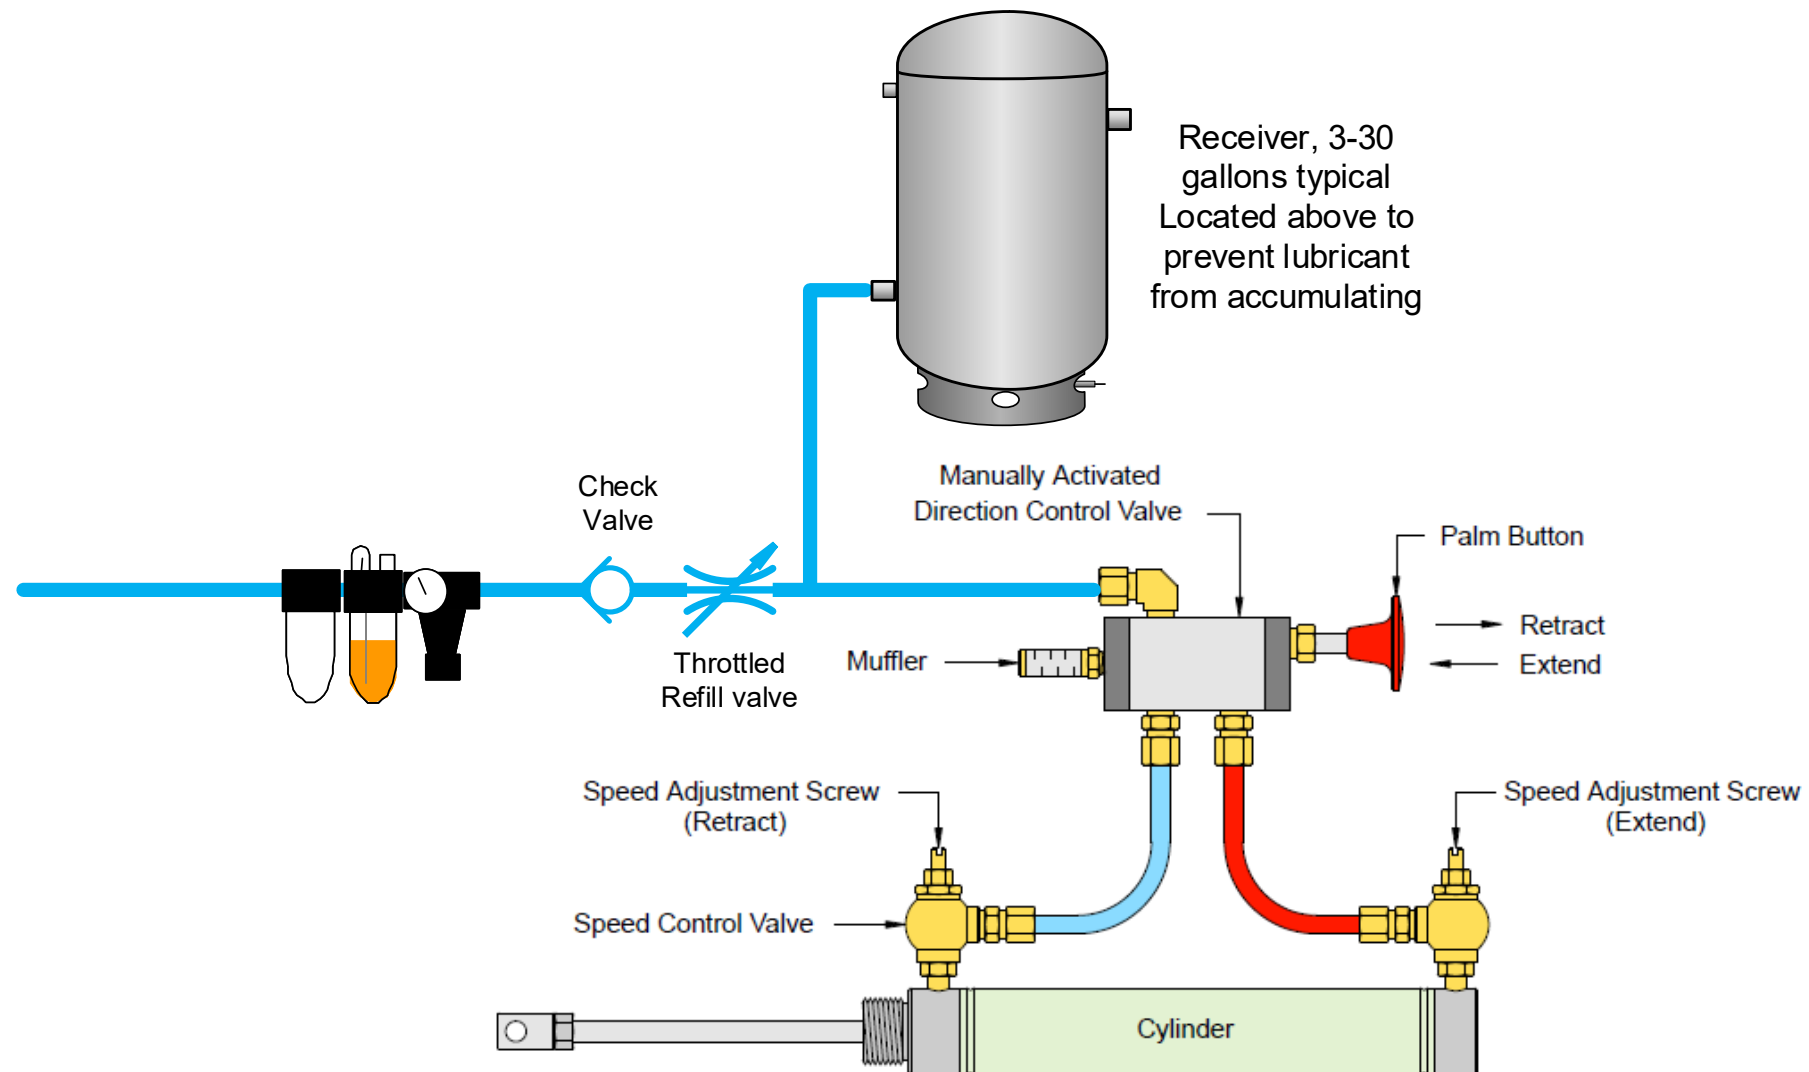 Receiver, 3-30
gallons typical
Located above to
prevent lubricant
from accumulating
Check
Valve
Manually Activated
Direction Control Valve
Palm Button
Retract
Extend
Muffler
Throttled
Refill valve
Speed Adjustment Screw
(Retract)
Speed Adjustment Screw
(Extend)
Speed Control Valve
Cylinder